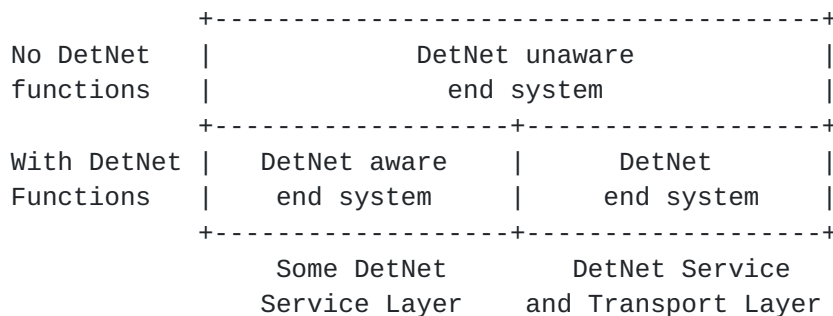 +---------------------------------------+
No DetNet   |             DetNet unaware            |
functions   |               end system              |
            +-------------------+-------------------+
With DetNet |   DetNet aware    |      DetNet       |
Functions   |    end system     |     end system    |
            +-------------------+-------------------+
                 Some DetNet       DetNet Service
                Service Layer    and Transport Layer